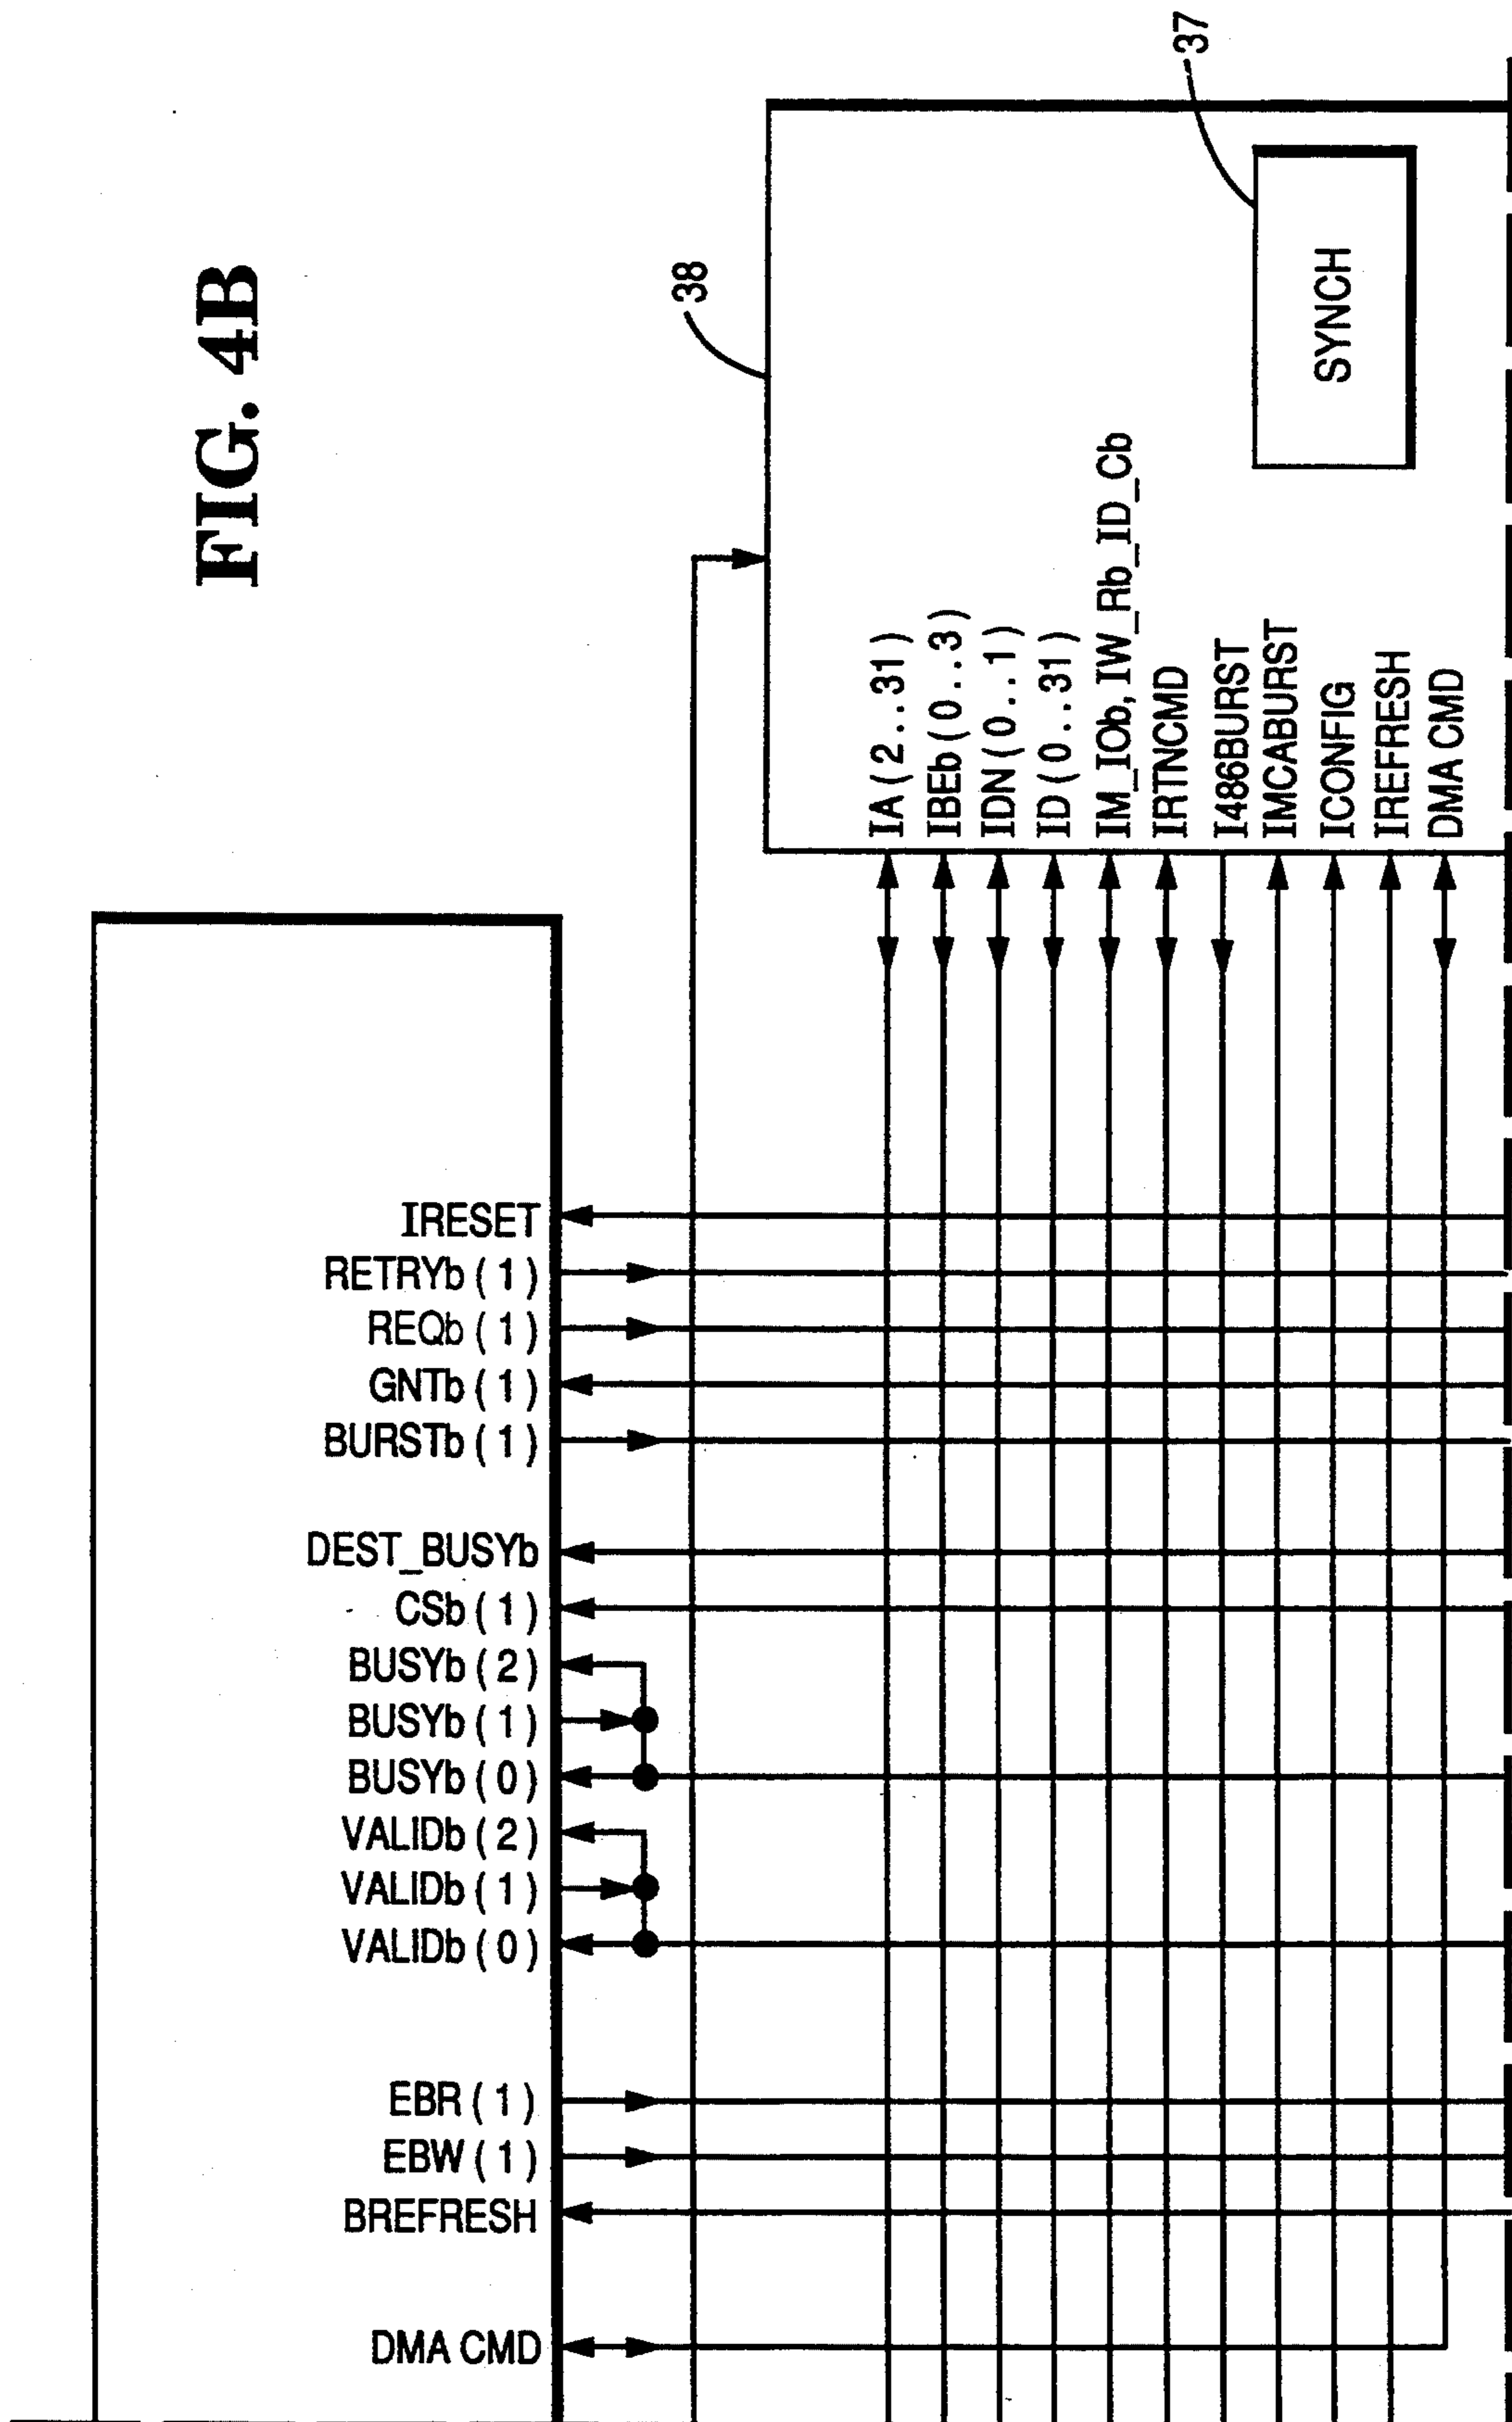 FIG. 4B
IRESET
RETRYb ( 1 )
REQb ( 1 )
GNTb ( 1 )
BURSTb ( 1 )
DEST_BUSYb
CSb ( 1 )
BUSYb ( 2 )
BUSYb ( 1 )
BUSYb ( 0 )
VALIDb ( 2 )
VALIDb ( 1 )
VALIDb ( 0 )
EBR ( 1 )
EBW ( 1 )
BREFRESH
DMA CMD
38
IA ( 2 . . 31 )
IBEb ( 0 . . 3 )
IDN ( 0 . . 1 )
ID ( 0 . . 31 )
IM_IOb, IW_Rb_ID_Cb
IRTNCMD
I486BURST
IMCABURST
ICONFIG
IREFRESH
DMA CMD
SYNCH
37